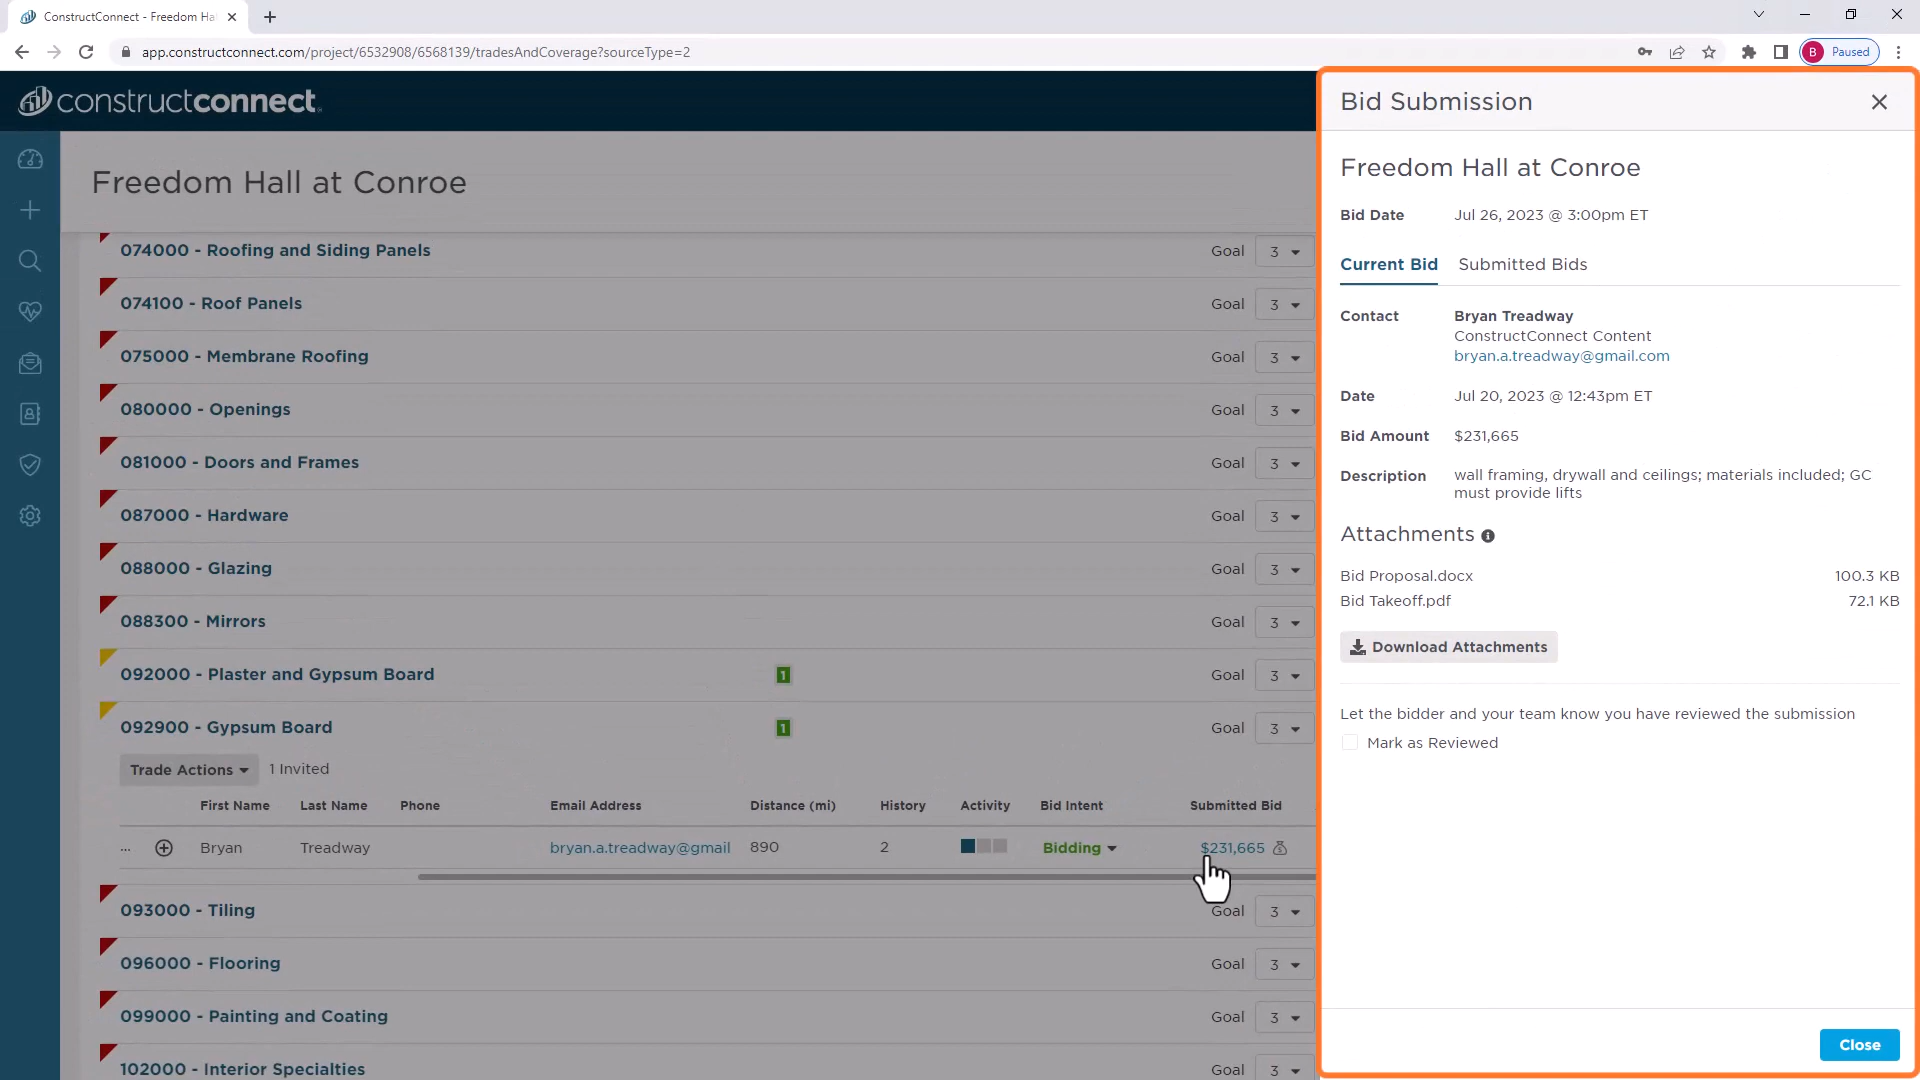 ConstructConnect - Freedom Ha
app.constructconnect.com/project/6532908/6568139/tradesAndCoverage?sourceType=2
B Paused
constructconnect
Freedom Hall at Conroe
074000 - Roofing and Siding Panels Goal 3
074100 - Roof Panels Goal 3
075000 - Membrane Roofing Goal 3
080000 - Openings Goal 3
081000 - Doors and Frames Goal 3
087000 - Hardware Goal 3
088000 - Glazing Goal 3
088300 - Mirrors Goal 3
092000 - Plaster and Gypsum Board 1 Goal 3
092900 - Gypsum Board 1 Goal 3
Trade Actions 1 Invited
First Name Last Name Phone Email Address Distance (mi) History Activity Bid Intent Submitted Bid
... Bryan Treadway bryan.a.treadway@gmail 890 2 Bidding $231,665
093000 - Tiling Goal 3
096000 - Flooring Goal 3
099000 - Painting and Coating Goal 3
102000 - Interior Specialties Goal 3
Bid Submission
Freedom Hall at Conroe
Bid Date Jul 26, 2023 @ 3:00pm ET
Current Bid Submitted Bids
Contact Bryan Treadway
ConstructConnect Content
bryan.a.treadway@gmail.com
Date Jul 20, 2023 @ 12:43pm ET
Bid Amount $231,665
Description wall framing, drywall and ceilings; materials included; GC
must provide lifts
Attachments
Bid Proposal.docx 100.3 KB
Bid Takeoff.pdf 72.1 KB
Download Attachments
Let the bidder and your team know you have reviewed the submission
Mark as Reviewed
Close